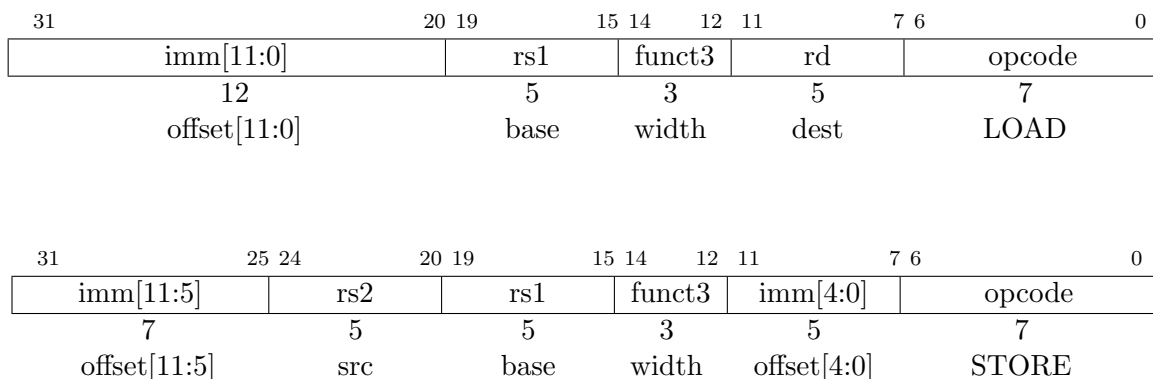 31 20 19 15 14 12 11 7 6 0
imm[11:0] rs1 funct3 rd opcode
12 5 3 5 7
offset[11:0] base width dest LOAD
31 25 24 20 19 15 14 12 11 7 6 0
imm[11:5] rs2 rs1 funct3 imm[4:0] opcode
7 5 5 3 5 7
offset[11:5] src base width offset[4:0] STORE